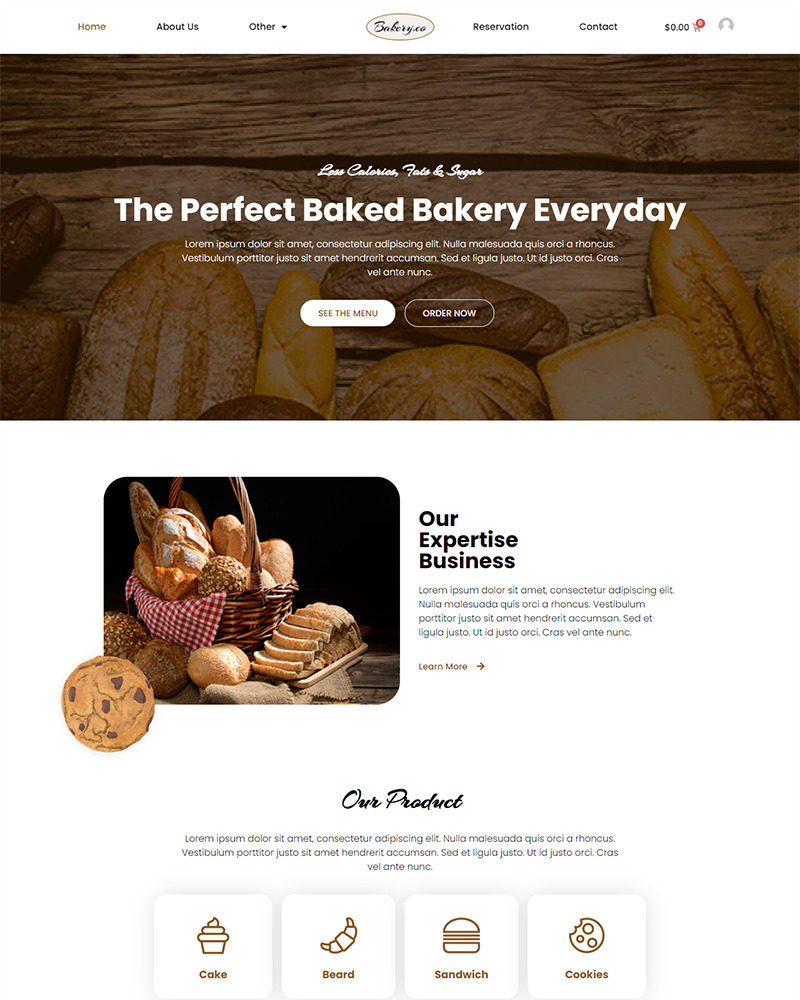 Home
About Us
Other
Bakery.co
Reservation
Contact
$0.00
0
Less Calories, Fats & Sugar
The Perfect Baked Bakery Everyday
Lorem ipsum dolor sit amet, consectetur adipiscing elit. Nulla malesuada quis orci a rhoncus.
Vestibulum porttitor justo sit amet hendrerit accumsan. Sed et ligula justo. Ut id justo orci. Cras
vel ante nunc.
SEE THE MENU
ORDER NOW
Our
Expertise
Business
Lorem ipsum dolor sit amet, consectetur adipiscing elit.
Nulla malesuada quis orci a rhoncus. Vestibulum
porttitor justo sit amet hendrerit accumsan. Sed et
ligula justo. Ut id justo orci. Cras vel ante nunc.
Learn More
Our Product
Lorem ipsum dolor sit amet, consectetur adipiscing elit. Nulla malesuada quis orci a rhoncus.
Vestibulum porttitor justo sit amet hendrerit accumsan. Sed et ligula justo. Ut id justo orci. Cras
vel ante nunc.
Cake
Beard
Sandwich
Cookies